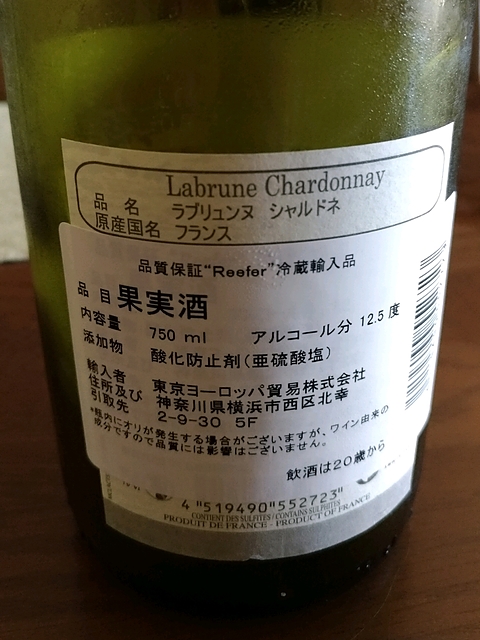 Labrune Chardonnay
品 名 ラブリュンヌ シャルドネ
原産国名 フランス
品質保証"Reefer"冷蔵輸入品
品 目 果実酒
内容量 750 ml アルコール分 12.5 度
添加物 酸化防止剤(亜硫酸塩)
輸入者 東京ヨーロッパ貿易株式会社
住所及び 神奈川県横浜市西区北幸
引取先 2-9-30 5F
*瓶内にオリが発生する場合がございますが、ワイン由来の
成分ですので品質には影響はございません。
飲酒は20歳から
4 519490 552723
CONTIENT DES SULFITES / CONTAINS SULPHITES
PRODUIT DE FRANCE - PRODUCT OF FRANCE